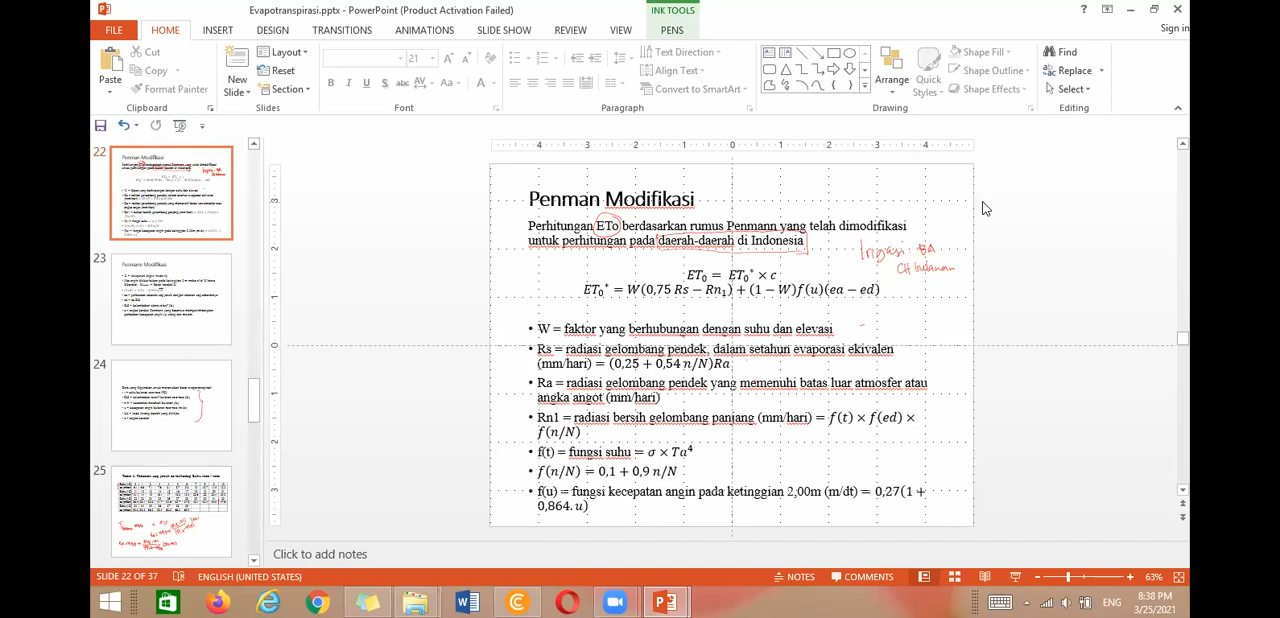 Evapotranspirasi.pptx - PowerPoint (Product Activation Failed)
INK TOOLS
Sign in
FILE HOME INSERT DESIGN TRANSITIONS ANIMATIONS SLIDE SHOW REVIEW VIEW PENS
Cut
Copy
Format Painter
Paste
Clipboard
New Slide
Layout
Reset
Section
Slides
21
Font
Paragraph
Text Direction
Align Text
Convert to SmartArt
Drawing
Arrange
Quick Styles
Shape Fill
Shape Outline
Shape Effects
Find
Replace
Select
Editing
22
23
24
25
Penman Modifikasi
Perhitungan ETo berdasarkan rumus Penmann yang telah dimodifikasi
untuk perhitungan pada daerah-daerah di Indonesia
Irigasi: BA
CH bulanan
ET₀ = ET₀* × c
ET₀* = W(0,75 Rs − Rn₁) + (1 − W)f(u)(ea − ed)
• W = faktor yang berhubungan dengan suhu dan elevasi
• Rs = radiasi gelombang pendek, dalam setahun evaporasi ekivalen
(mm/hari) = (0,25 + 0,54 n/N)Ra
• Ra = radiasi gelombang pendek yang memenuhi batas luar atmosfer atau
angka angot (mm/hari)
• Rn1 = radiasi bersih gelombang panjang (mm/hari) = f(t) × f(ed) ×
f(n/N)
• f(t) = fungsi suhu = σ × Ta⁴
• f(n/N) = 0,1 + 0,9 n/N
• f(u) = fungsi kecepatan angin pada ketinggian 2,00m (m/dt) = 0,27(1 +
0,864. u)
Click to add notes
SLIDE 22 OF 37 ENGLISH (UNITED STATES) NOTES COMMENTS 63%
ENG
8:38 PM
3/25/2021